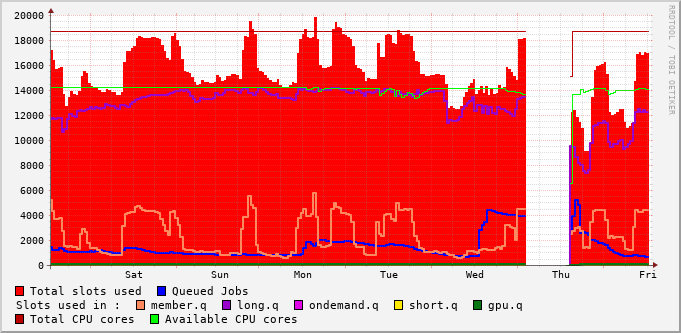 20000
18000
16000
14000
12000
10000
8000
6000
4000
2000
0
Sat Sun Mon Tue Wed Thu Fri
RRDTOOL / TOBI OETIKER
Total slots used Queued Jobs
Slots used in : member.q long.q ondemand.q short.q gpu.q
Total CPU cores Available CPU cores